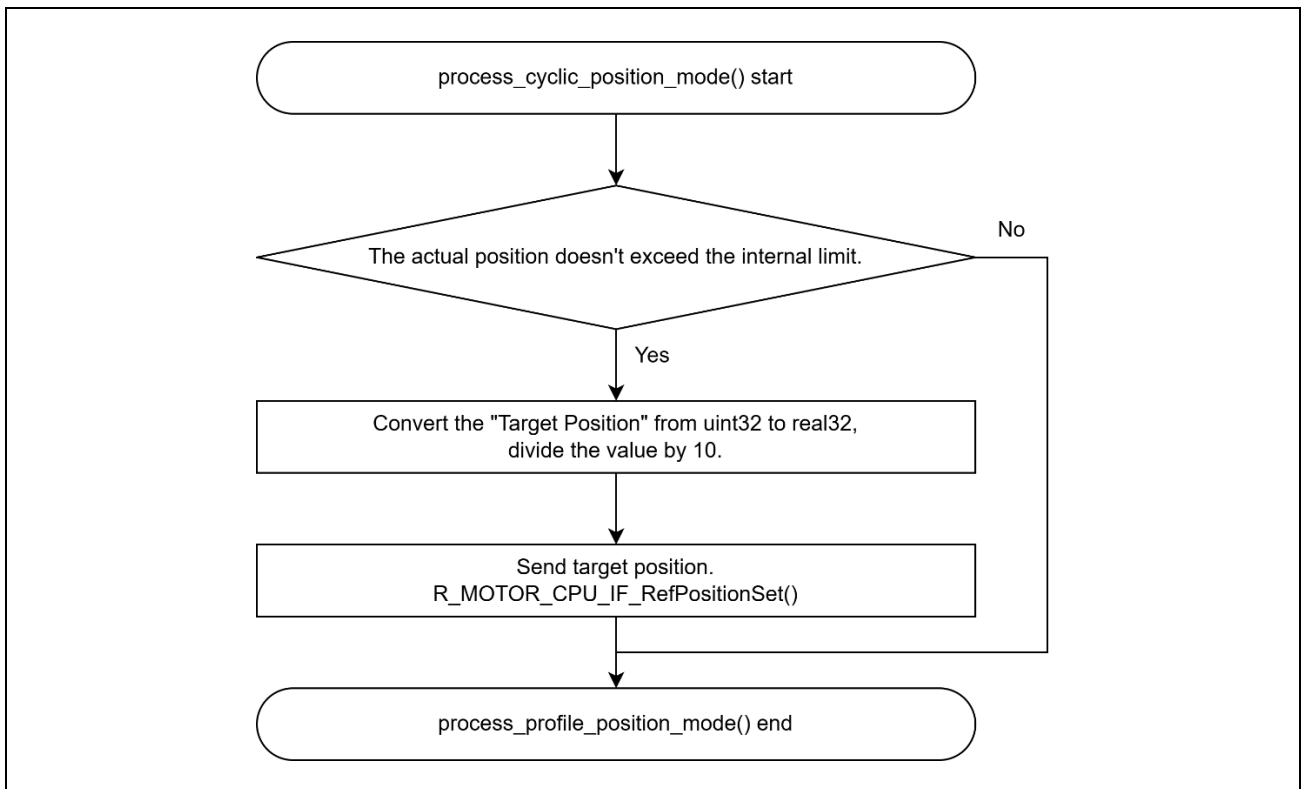 process_cyclic_position_mode() start
The actual position doesn't exceed the internal limit.
No
Yes
Convert the "Target Position" from uint32 to real32,
divide the value by 10.
Send target position.
R_MOTOR_CPU_IF_RefPositionSet()
process_profile_position_mode() end